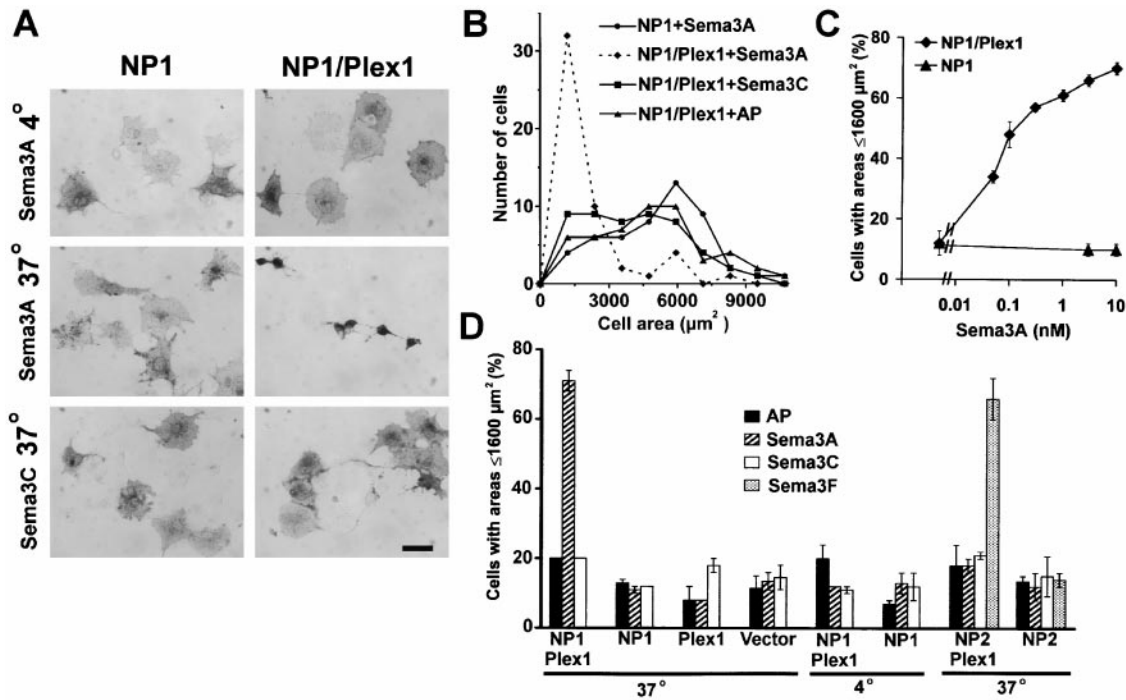 A
NP1
NP1/Plex1
Sema3A 4°
Sema3A 37°
Sema3C 37°
B
NP1+Sema3A
NP1/Plex1+Sema3A
NP1/Plex1+Sema3C
NP1/Plex1+AP
Number of cells
30
20
10
0
0
3000
6000
9000
Cell area (µm²)
C
NP1/Plex1
NP1
Cells with areas ≤1600 µm² (%)
80
60
40
20
0
0.01
0.1
1
10
Sema3A (nM)
D
Cells with areas ≤1600 µm² (%)
80
60
40
20
0
AP
Sema3A
Sema3C
Sema3F
NP1 NP1 Plex1 Vector NP1 NP1 NP2 NP2
Plex1 Plex1 Plex1
37° 4° 37°